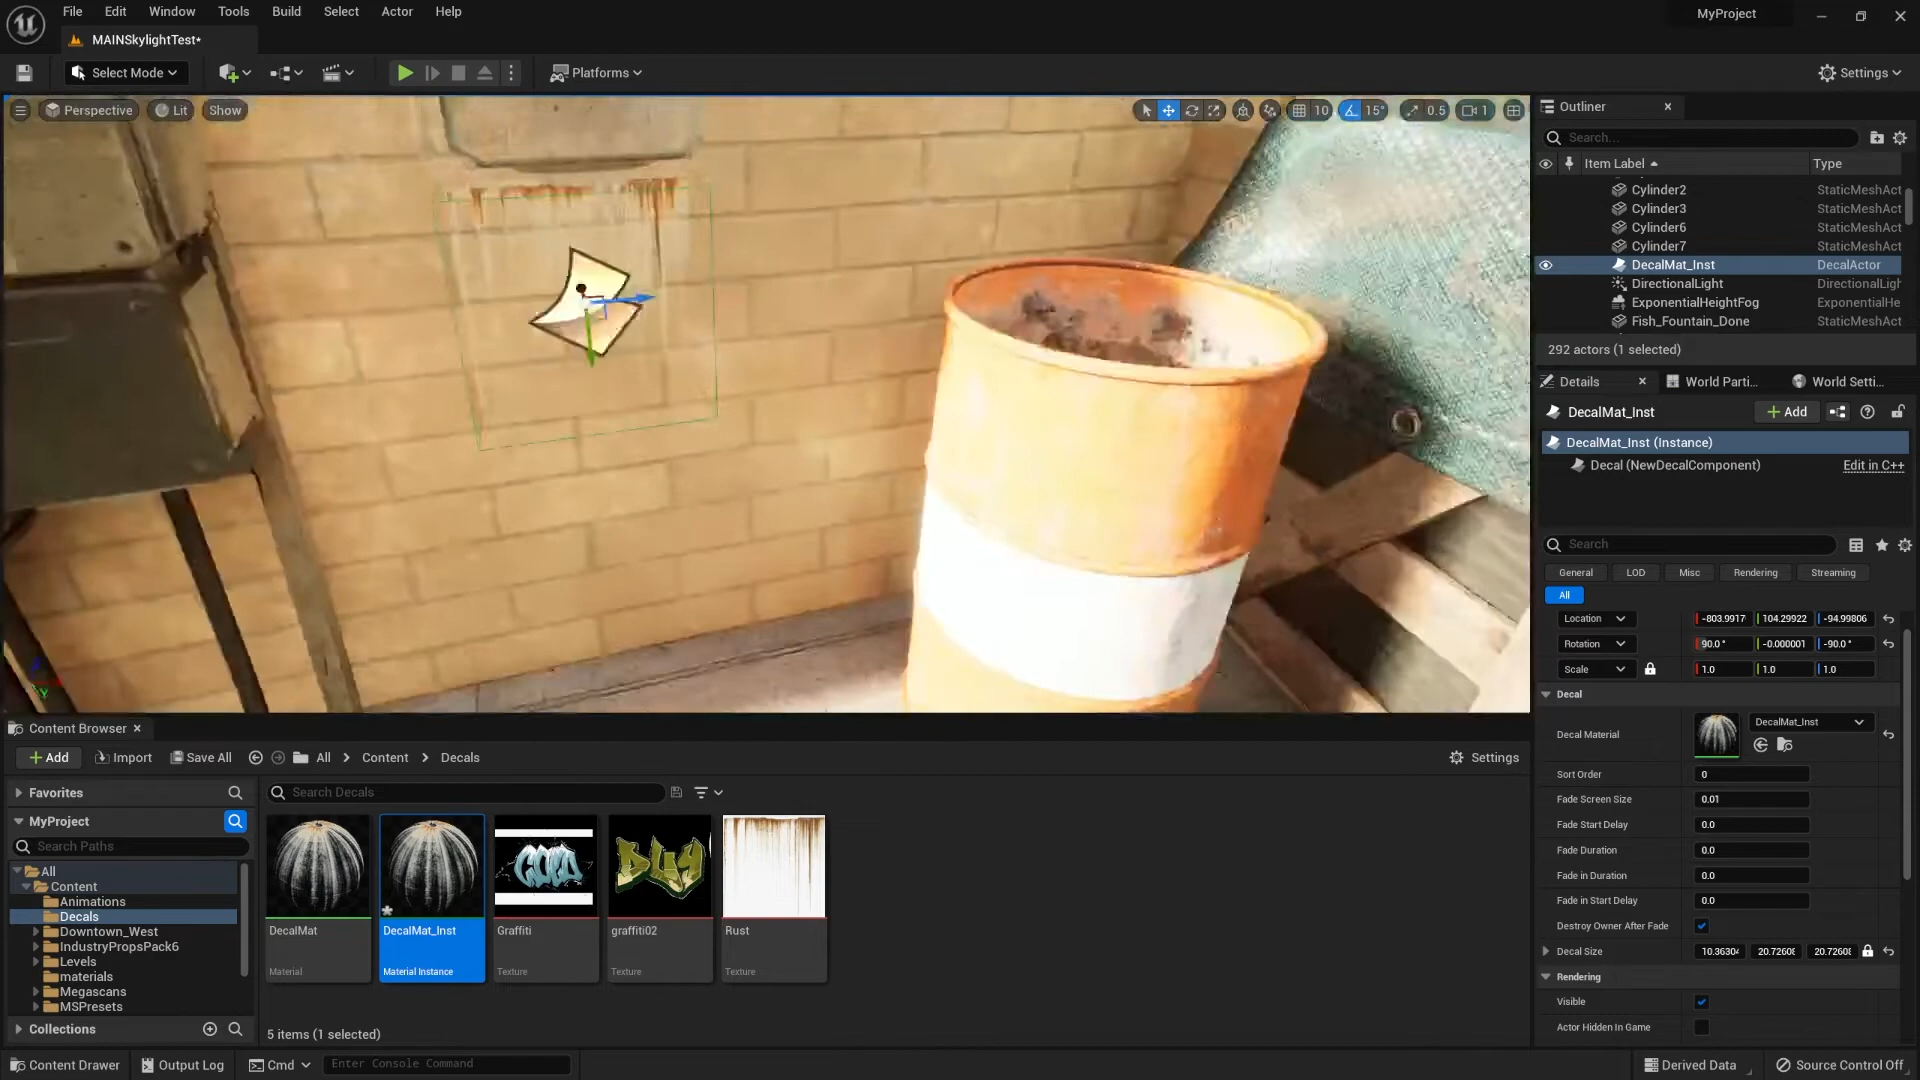 File Edit Window Tools Build Select Actor Help
MyProject
MAINSkylightTest*
Select Mode
Platforms
Settings
Perspective
Lit
Show
10
15°
0.5
1
Outliner
Search...
Item Label
Type
Cylinder2 StaticMeshAct
Cylinder3 StaticMeshAct
Cylinder6 StaticMeshAct
Cylinder7 StaticMeshAct
DecalMat_Inst DecalActor
DirectionalLight DirectionalLigh
ExponentialHeightFog ExponentialHe
Fish_Fountain_Done StaticMeshAct
292 actors (1 selected)
Details
World Parti...
World Setti...
DecalMat_Inst
Add
DecalMat_Inst (Instance)
Decal (NewDecalComponent)
Edit in C++
Search
General LOD Misc Rendering Streaming
All
Location -803.9917 104.29922 -94.99806
Rotation 90.0 ° -0.000001 -90.0 °
Scale 1.0 1.0 1.0
Decal
Decal Material
DecalMat_Inst
Sort Order 0
Fade Screen Size 0.01
Fade Start Delay 0.0
Fade Duration 0.0
Fade in Duration 0.0
Fade in Start Delay 0.0
Destroy Owner After Fade
Decal Size 10.36304 20.72608 20.72608
Rendering
Visible
Actor Hidden In Game
Content Browser
Add
Import
Save All
All
Content
Decals
Settings
Favorites
Search Decals
MyProject
Search Paths
All
Content
Animations
Decals
Downtown_West
IndustryPropsPack6
Levels
materials
Megascans
MSPresets
Collections
DecalMat
Material
DecalMat_Inst
Material Instance
Graffiti
Texture
graffiti02
Texture
Rust
Texture
5 items (1 selected)
Content Drawer
Output Log
Cmd
Enter Console Command
Derived Data
Source Control Off